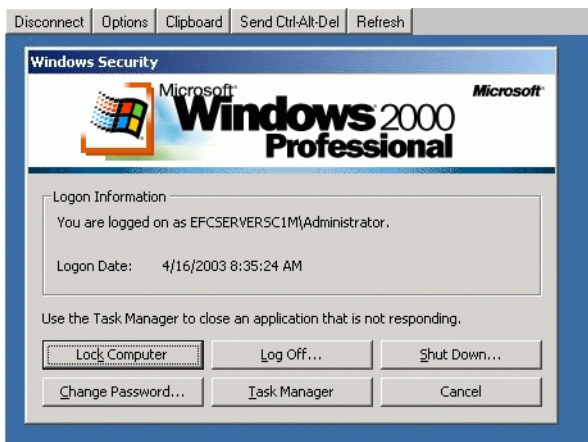 Disconnect Options Clipboard Send Ctrl-Alt-Del Refresh
Windows Security
Microsoft Microsoft
Windows 2000
Professional
Logon Information
You are logged on as EFCSERVERSC1M\Administrator.
Logon Date: 4/16/2003 8:35:24 AM
Use the Task Manager to close an application that is not responding.
Lock Computer Log Off... Shut Down...
Change Password... Task Manager Cancel